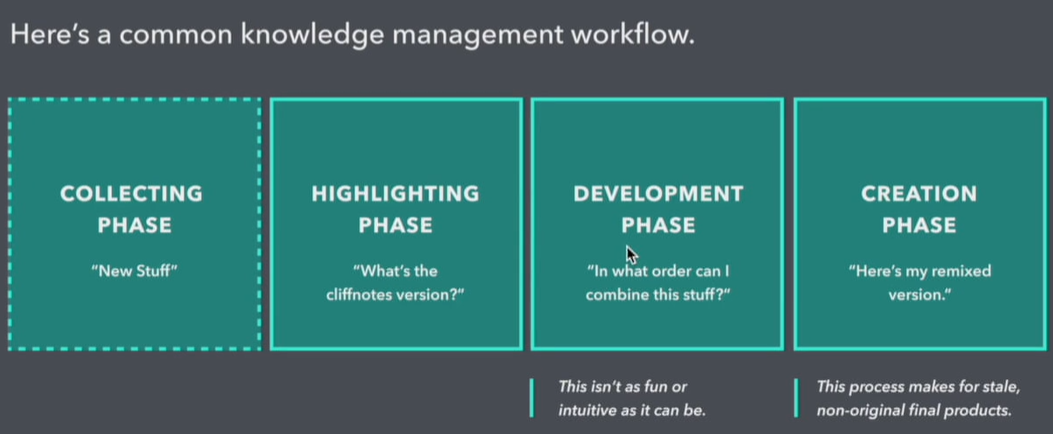 Here's a common knowledge management workflow.
COLLECTING
PHASE
"New Stuff"
HIGHLIGHTING
PHASE
"What's the
cliffnotes version?"
DEVELOPMENT
PHASE
"In what order can I
combine this stuff?"
CREATION
PHASE
"Here's my remixed
version."
This isn't as fun or
intuitive as it can be.
This process makes for stale,
non-original final products.